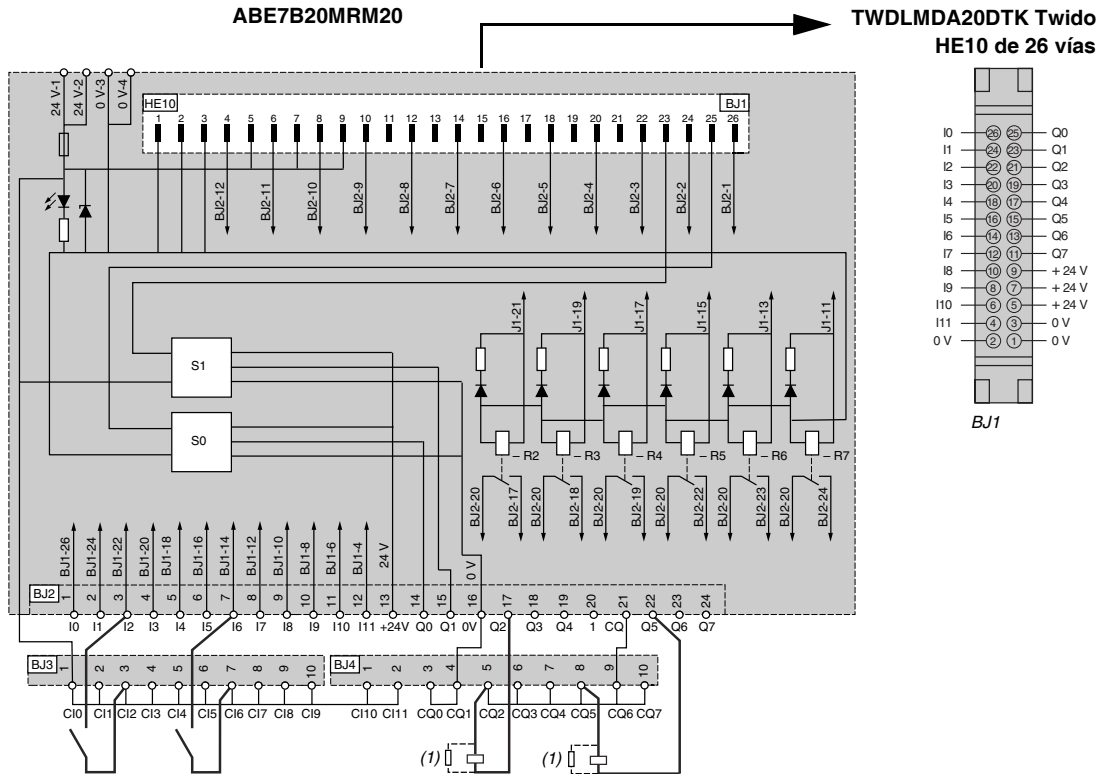 ABE7B20MRM20
TWDLMDA20DTK Twido
HE10 de 26 vías
24 V-1
24 V-2
0 V-3
0 V-4
HE10
BJ1
1 2 3 4 5 6 7 8 9 10 11 12 13 14 15 16 17 18 19 20 21 22 23 24 25 26
BJ2-12 BJ2-11 BJ2-10 BJ2-9 BJ2-8 BJ2-7 BJ2-6 BJ2-5 BJ2-4 BJ2-3 BJ2-2 BJ2-1
I0 26 25 Q0
I1 24 23 Q1
I2 22 21 Q2
I3 20 19 Q3
I4 18 17 Q4
I5 16 15 Q5
I6 14 13 Q6
I7 12 11 Q7
I8 10 9 + 24 V
I9 8 7 + 24 V
I10 6 5 + 24 V
I11 4 3 0 V
0 V 2 1 0 V
BJ1
J1-21 J1-19 J1-17 J1-15 J1-13 J1-11
S1
S0
– R2 – R3 – R4 – R5 – R6 – R7
BJ2-20 BJ2-17 BJ2-20 BJ2-18 BJ2-20 BJ2-19 BJ2-20 BJ2-22 BJ2-20 BJ2-23 BJ2-20 BJ2-24
BJ1-26 BJ1-24 BJ1-22 BJ1-20 BJ1-18 BJ1-16 BJ1-14 BJ1-12 BJ1-10 BJ1-8 BJ1-6 BJ1-4 24 V 0 V
BJ2
1 2 3 4 5 6 7 8 9 10 11 12 13 14 15 16 17 18 19 20 21 22 23 24
I0 I1 I2 I3 I4 I5 I6 I7 I8 I9 I10 I11 +24V Q0 Q1 0V Q2 Q3 Q4 1 CQ Q5 Q6 Q7
BJ3
1 2 3 4 5 6 7 8 9 10
BJ4
1 2 3 4 5 6 7 8 9 10
CI0 CI1 CI2 CI3 CI4 CI5 CI6 CI7 CI8 CI9
CI10 CI11 CQ0 CQ1 CQ2 CQ3 CQ4 CQ5 CQ6 CQ7
(1)
(1)